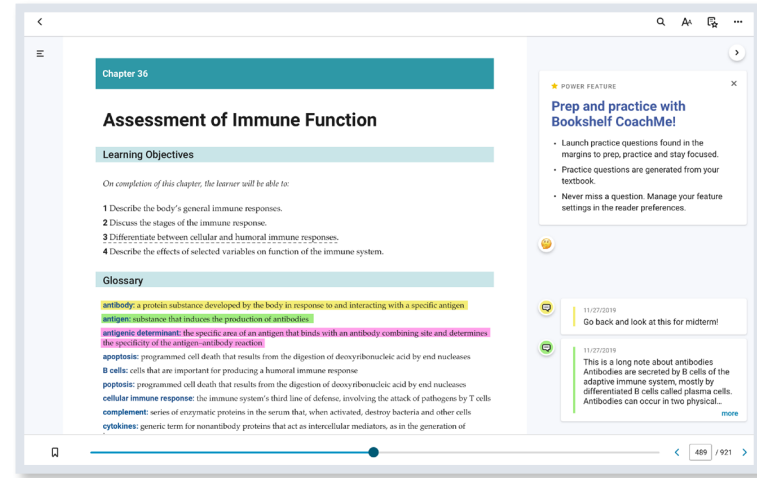 Chapter 36
Assessment of Immune Function
Learning Objectives
On completion of this chapter, the learner will be able to:
1 Describe the body's general immune responses.
2 Discuss the stages of the immune response.
3 Differentiate between cellular and humoral immune responses.
4 Describe the effects of selected variables on function of the immune system.
Glossary
antibody: a protein substance developed by the body in response to and interacting with a specific antigen
antigen: substance that induces the production of antibodies
antigenic determinant: the specific area of an antigen that binds with an antibody combining site and determines
the specificity of the antigen–antibody reaction
apoptosis: programmed cell death that results from the digestion of deoxyribonucleic acid by end nucleases
B cells: cells that are important for producing a humoral immune response
poptosis: programmed cell death that results from the digestion of deoxyribonucleic acid by end nucleases
cellular immune response: the immune system's third line of defense, involving the attack of pathogens by T cells
complement: series of enzymatic proteins in the serum that, when activated, destroy bacteria and other cells
cytokines: generic term for nonantibody proteins that act as intercellular mediators, as in the generation of
AA
POWER FEATURE
Prep and practice with
Bookshelf CoachMe!
• Launch practice questions found in the
margins to prep, practice and stay focused.
• Practice questions are generated from your
textbook.
• Never miss a question. Manage your feature
settings in the reader preferences.
11/27/2019
Go back and look at this for midterm!
11/27/2019
This is a long note about antibodies
Antibodies are secreted by B cells of the
adaptive immune system, mostly by
differentiated B cells called plasma cells.
Antibodies can occur in two physical...
more
489 / 921